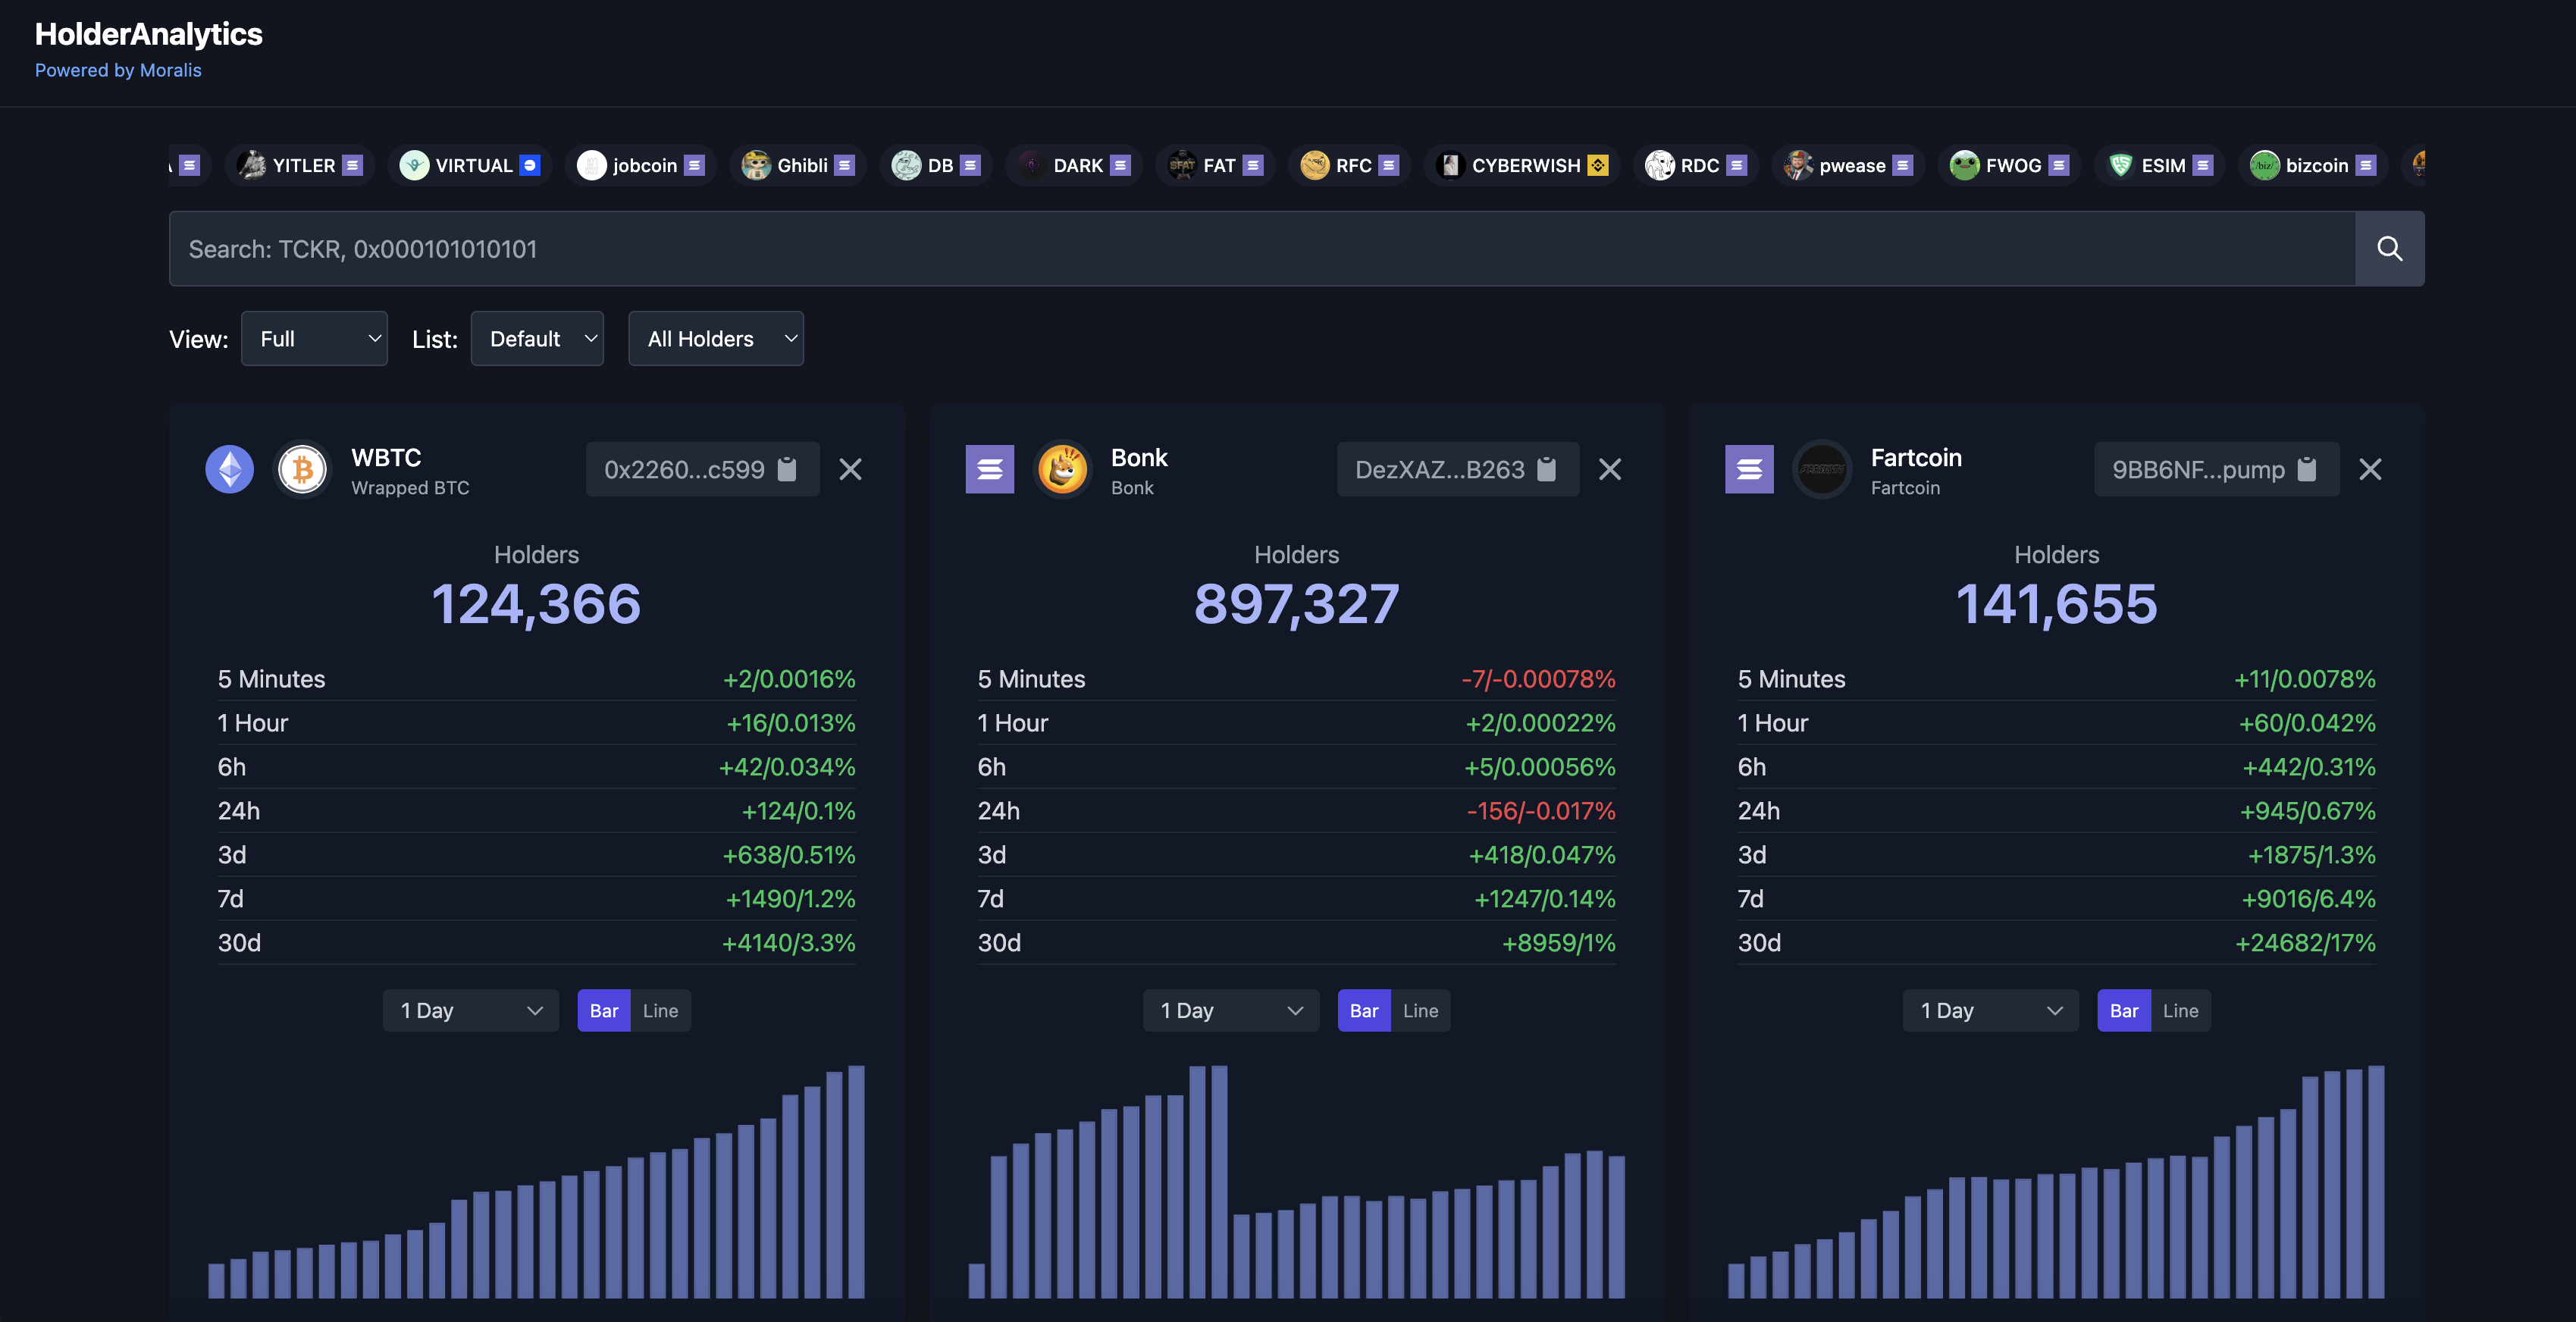 HolderAnalytics
Powered by Moralis
YITLER VIRTUAL jobcoin Ghibli DB DARK FAT RFC CYBERWISH RDC pwease FWOG ESIM bizcoin
Search: TCKR, 0x000101010101
View: Full List: Default All Holders
WBTC
Wrapped BTC
0x2260...c599
Holders
124,366
5 Minutes +2/0.0016%
1 Hour +16/0.013%
6h +42/0.034%
24h +124/0.1%
3d +638/0.51%
7d +1490/1.2%
30d +4140/3.3%
1 Day Bar Line
Bonk
Bonk
DezXAZ...B263
Holders
897,327
5 Minutes -7/-0.00078%
1 Hour +2/0.00022%
6h +5/0.00056%
24h -156/-0.017%
3d +418/0.047%
7d +1247/0.14%
30d +8959/1%
1 Day Bar Line
Fartcoin
Fartcoin
9BB6NF...pump
Holders
141,655
5 Minutes +11/0.0078%
1 Hour +60/0.042%
6h +442/0.31%
24h +945/0.67%
3d +1875/1.3%
7d +9016/6.4%
30d +24682/17%
1 Day Bar Line